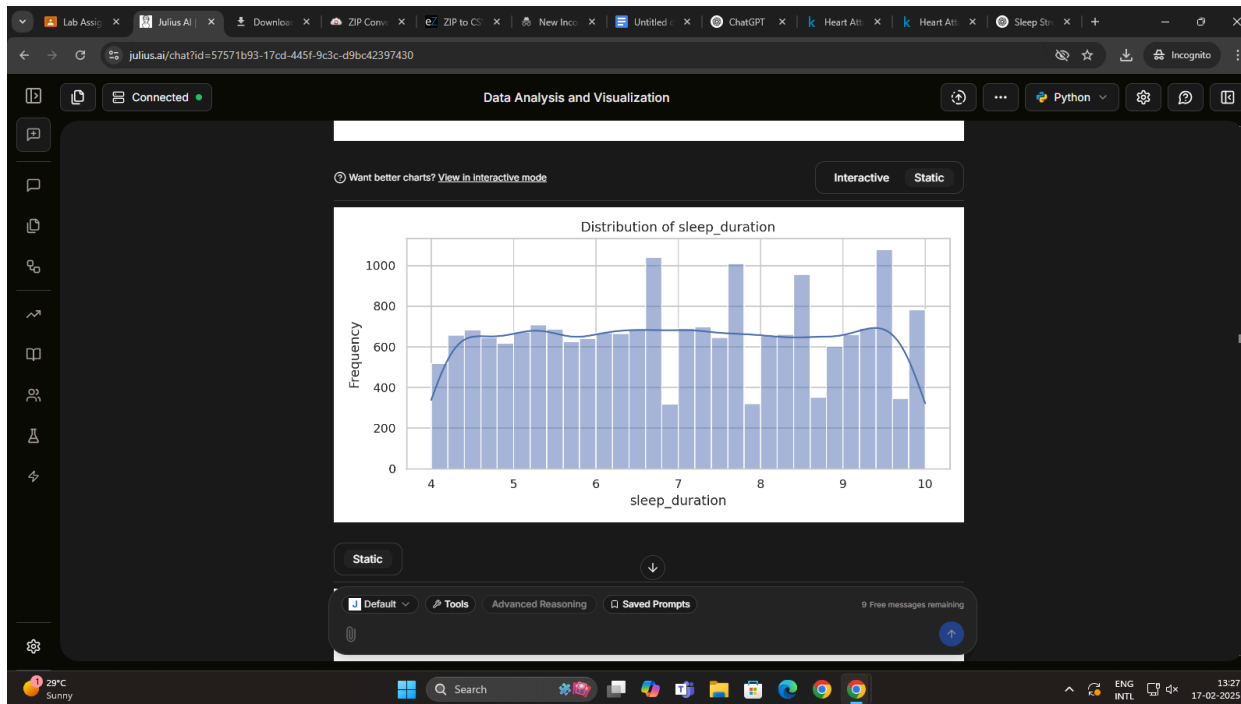 Lab Assig
Julius AI |
Downloa
ZIP Conv
ZIP to CS
New Inco
Untitled
ChatGPT
Heart Att
Heart Att
Sleep Str
julius.ai/chat?id=57571b93-17cd-445f-9c3c-d9bc42397430
Incognito
Connected
Data Analysis and Visualization
Python
Want better charts? View in interactive mode
Interactive
Static
Distribution of sleep_duration
1000
800
600
400
200
0
Frequency
4 5 6 7 8 9 10
sleep_duration
Static
J Default
Tools
Advanced Reasoning
Saved Prompts
9 Free messages remaining
1
29°C
Sunny
Search
ENG
INTL
13:27
17-02-2025